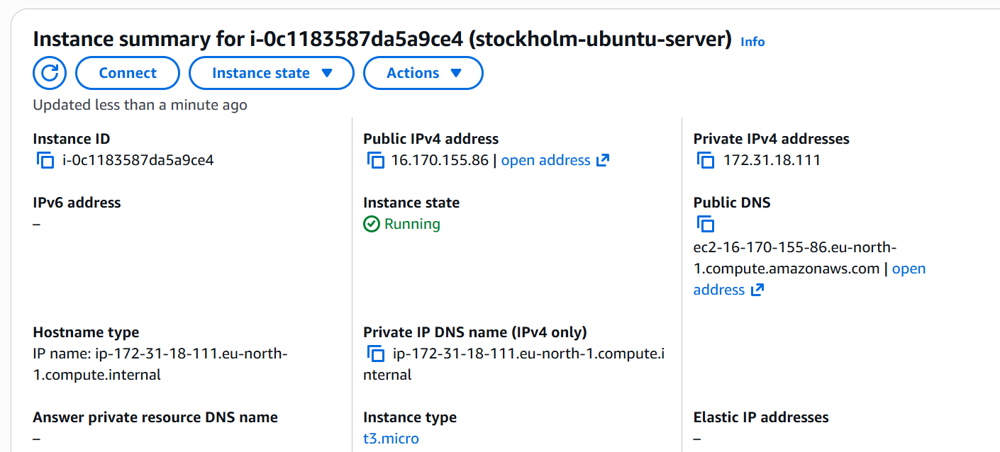 Instance summary for i-0c1183587da5a9ce4 (stockholm-ubuntu-server) Info
Connect
Instance state
Actions
Updated less than a minute ago
Instance ID
i-0c1183587da5a9ce4
Public IPv4 address
16.170.155.86 | open address
Private IPv4 addresses
172.31.18.111
IPv6 address
–
Instance state
Running
Public DNS
ec2-16-170-155-86.eu-north-
1.compute.amazonaws.com | open
address
Hostname type
IP name: ip-172-31-18-111.eu-north-
1.compute.internal
Private IP DNS name (IPv4 only)
ip-172-31-18-111.eu-north-1.compute.i
nternal
Answer private resource DNS name
–
Instance type
t3.micro
Elastic IP addresses
–